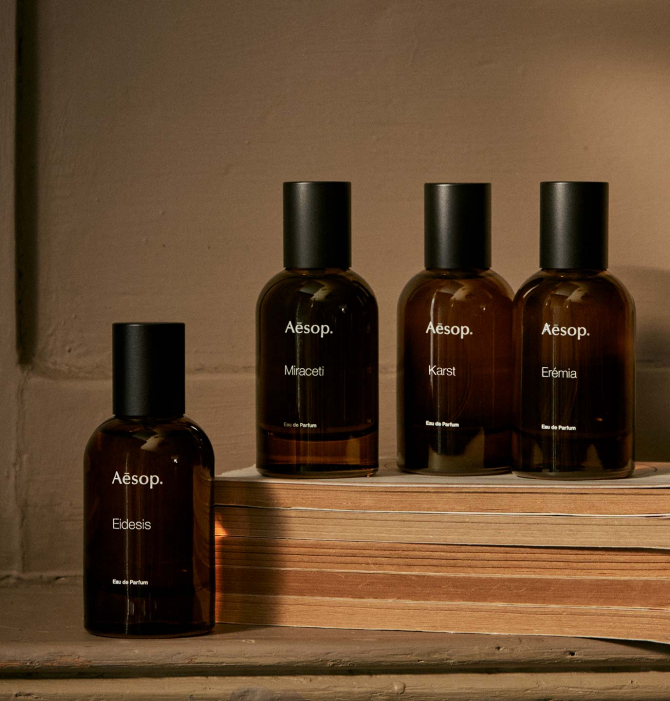 Aēsop.
Miraceti
Eau de Parfum
Aēsop.
Karst
Eau de Parfum
Aēsop.
Erémia
Eau de Parfum
Aēsop.
Eidesis
Eau de Parfum